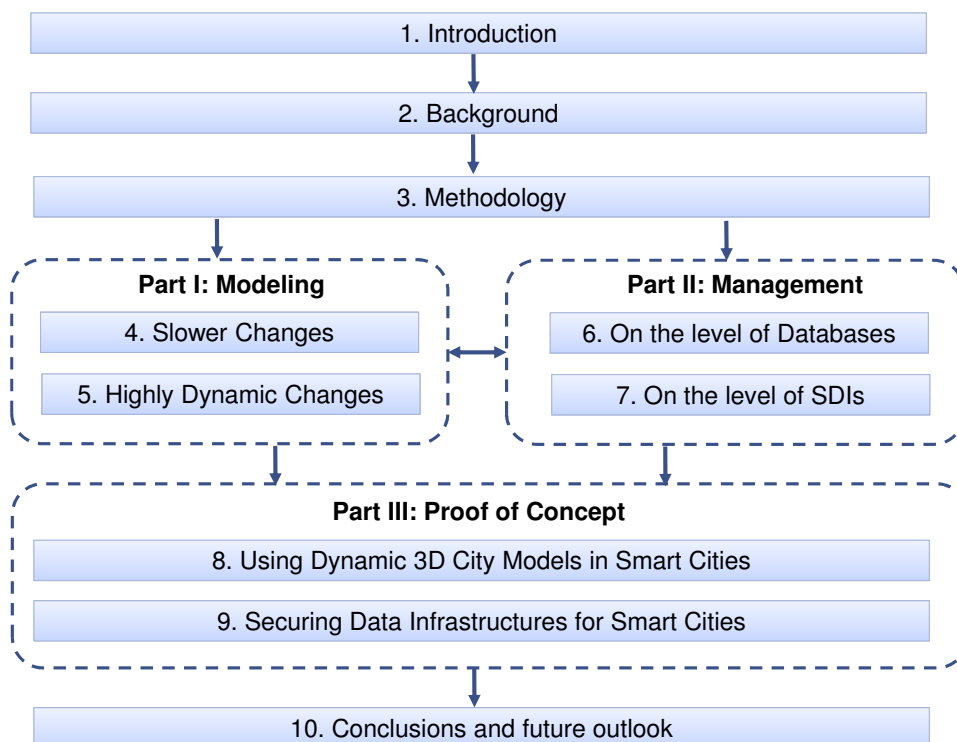 1. Introduction
2. Background
3. Methodology
Part I: Modeling
4. Slower Changes
5. Highly Dynamic Changes
Part II: Management
6. On the level of Databases
7. On the level of SDIs
Part III: Proof of Concept
8. Using Dynamic 3D City Models in Smart Cities
9. Securing Data Infrastructures for Smart Cities
10. Conclusions and future outlook